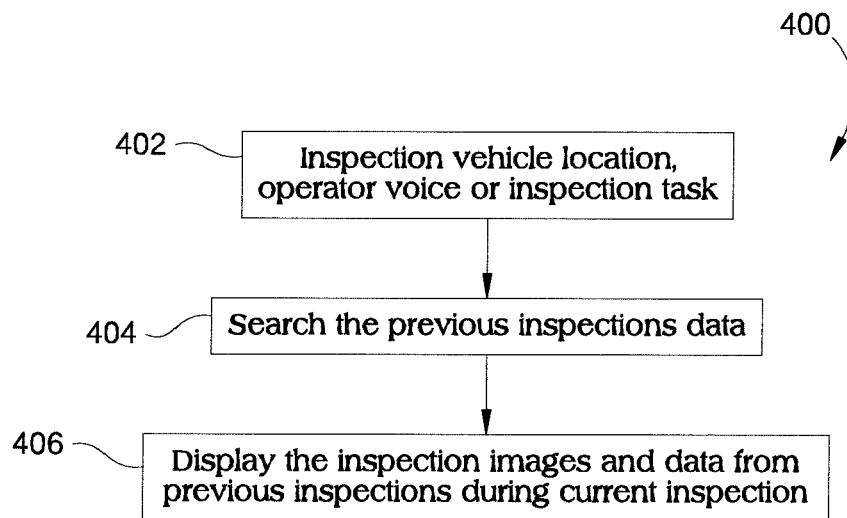 400
402
Inspection vehicle location,
operator voice or inspection task
404
Search the previous inspections data
406
Display the inspection images and data from
previous inspections during current inspection